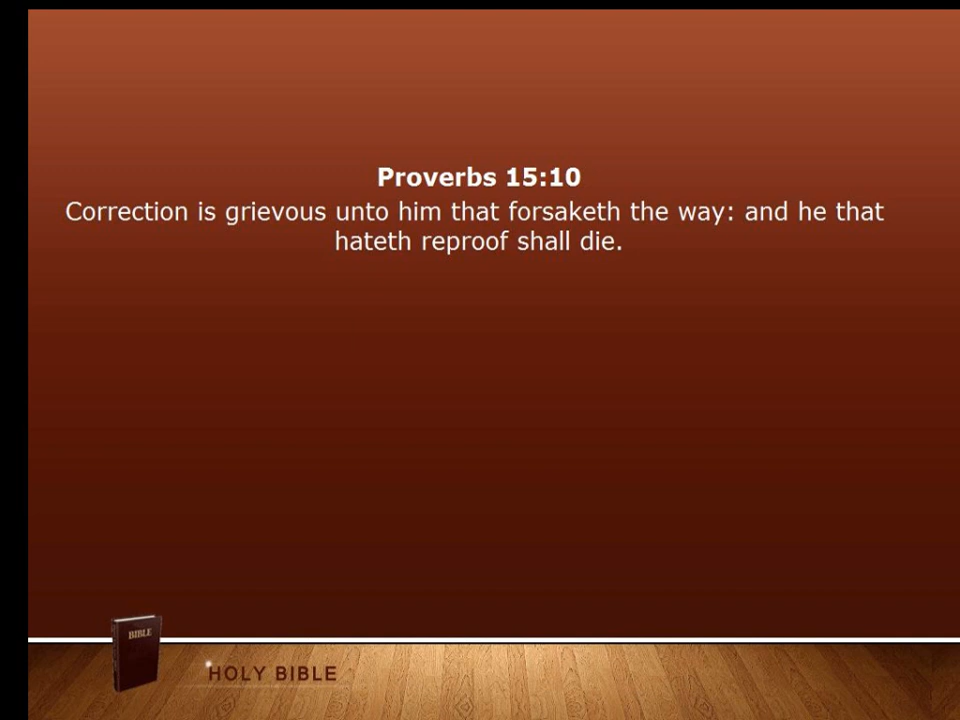 Proverbs 15:10
Correction is grievous unto him that forsaketh the way: and he that
hateth reproof shall die.
BIBLE
HOLY BIBLE